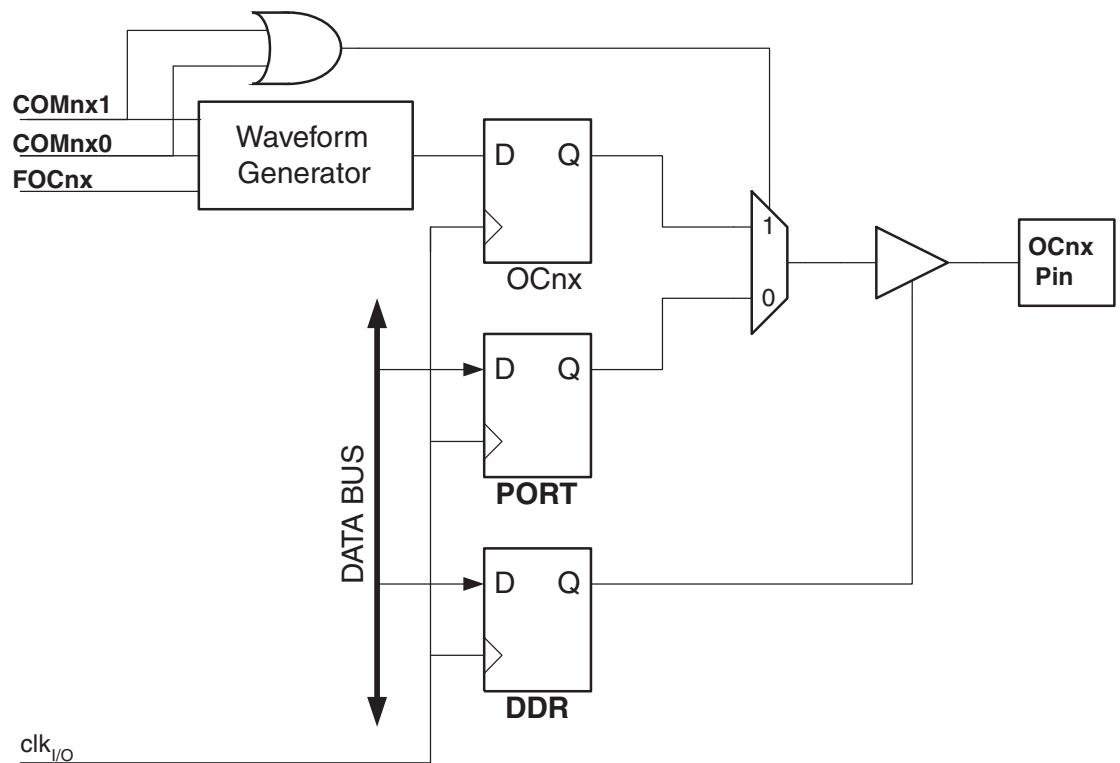 COMnx1
COMnx0
FOCnx
Waveform
Generator
D Q
OCnx
1
0
OCnx
Pin
D Q
PORT
DATA BUS
D Q
DDR
clkI/O